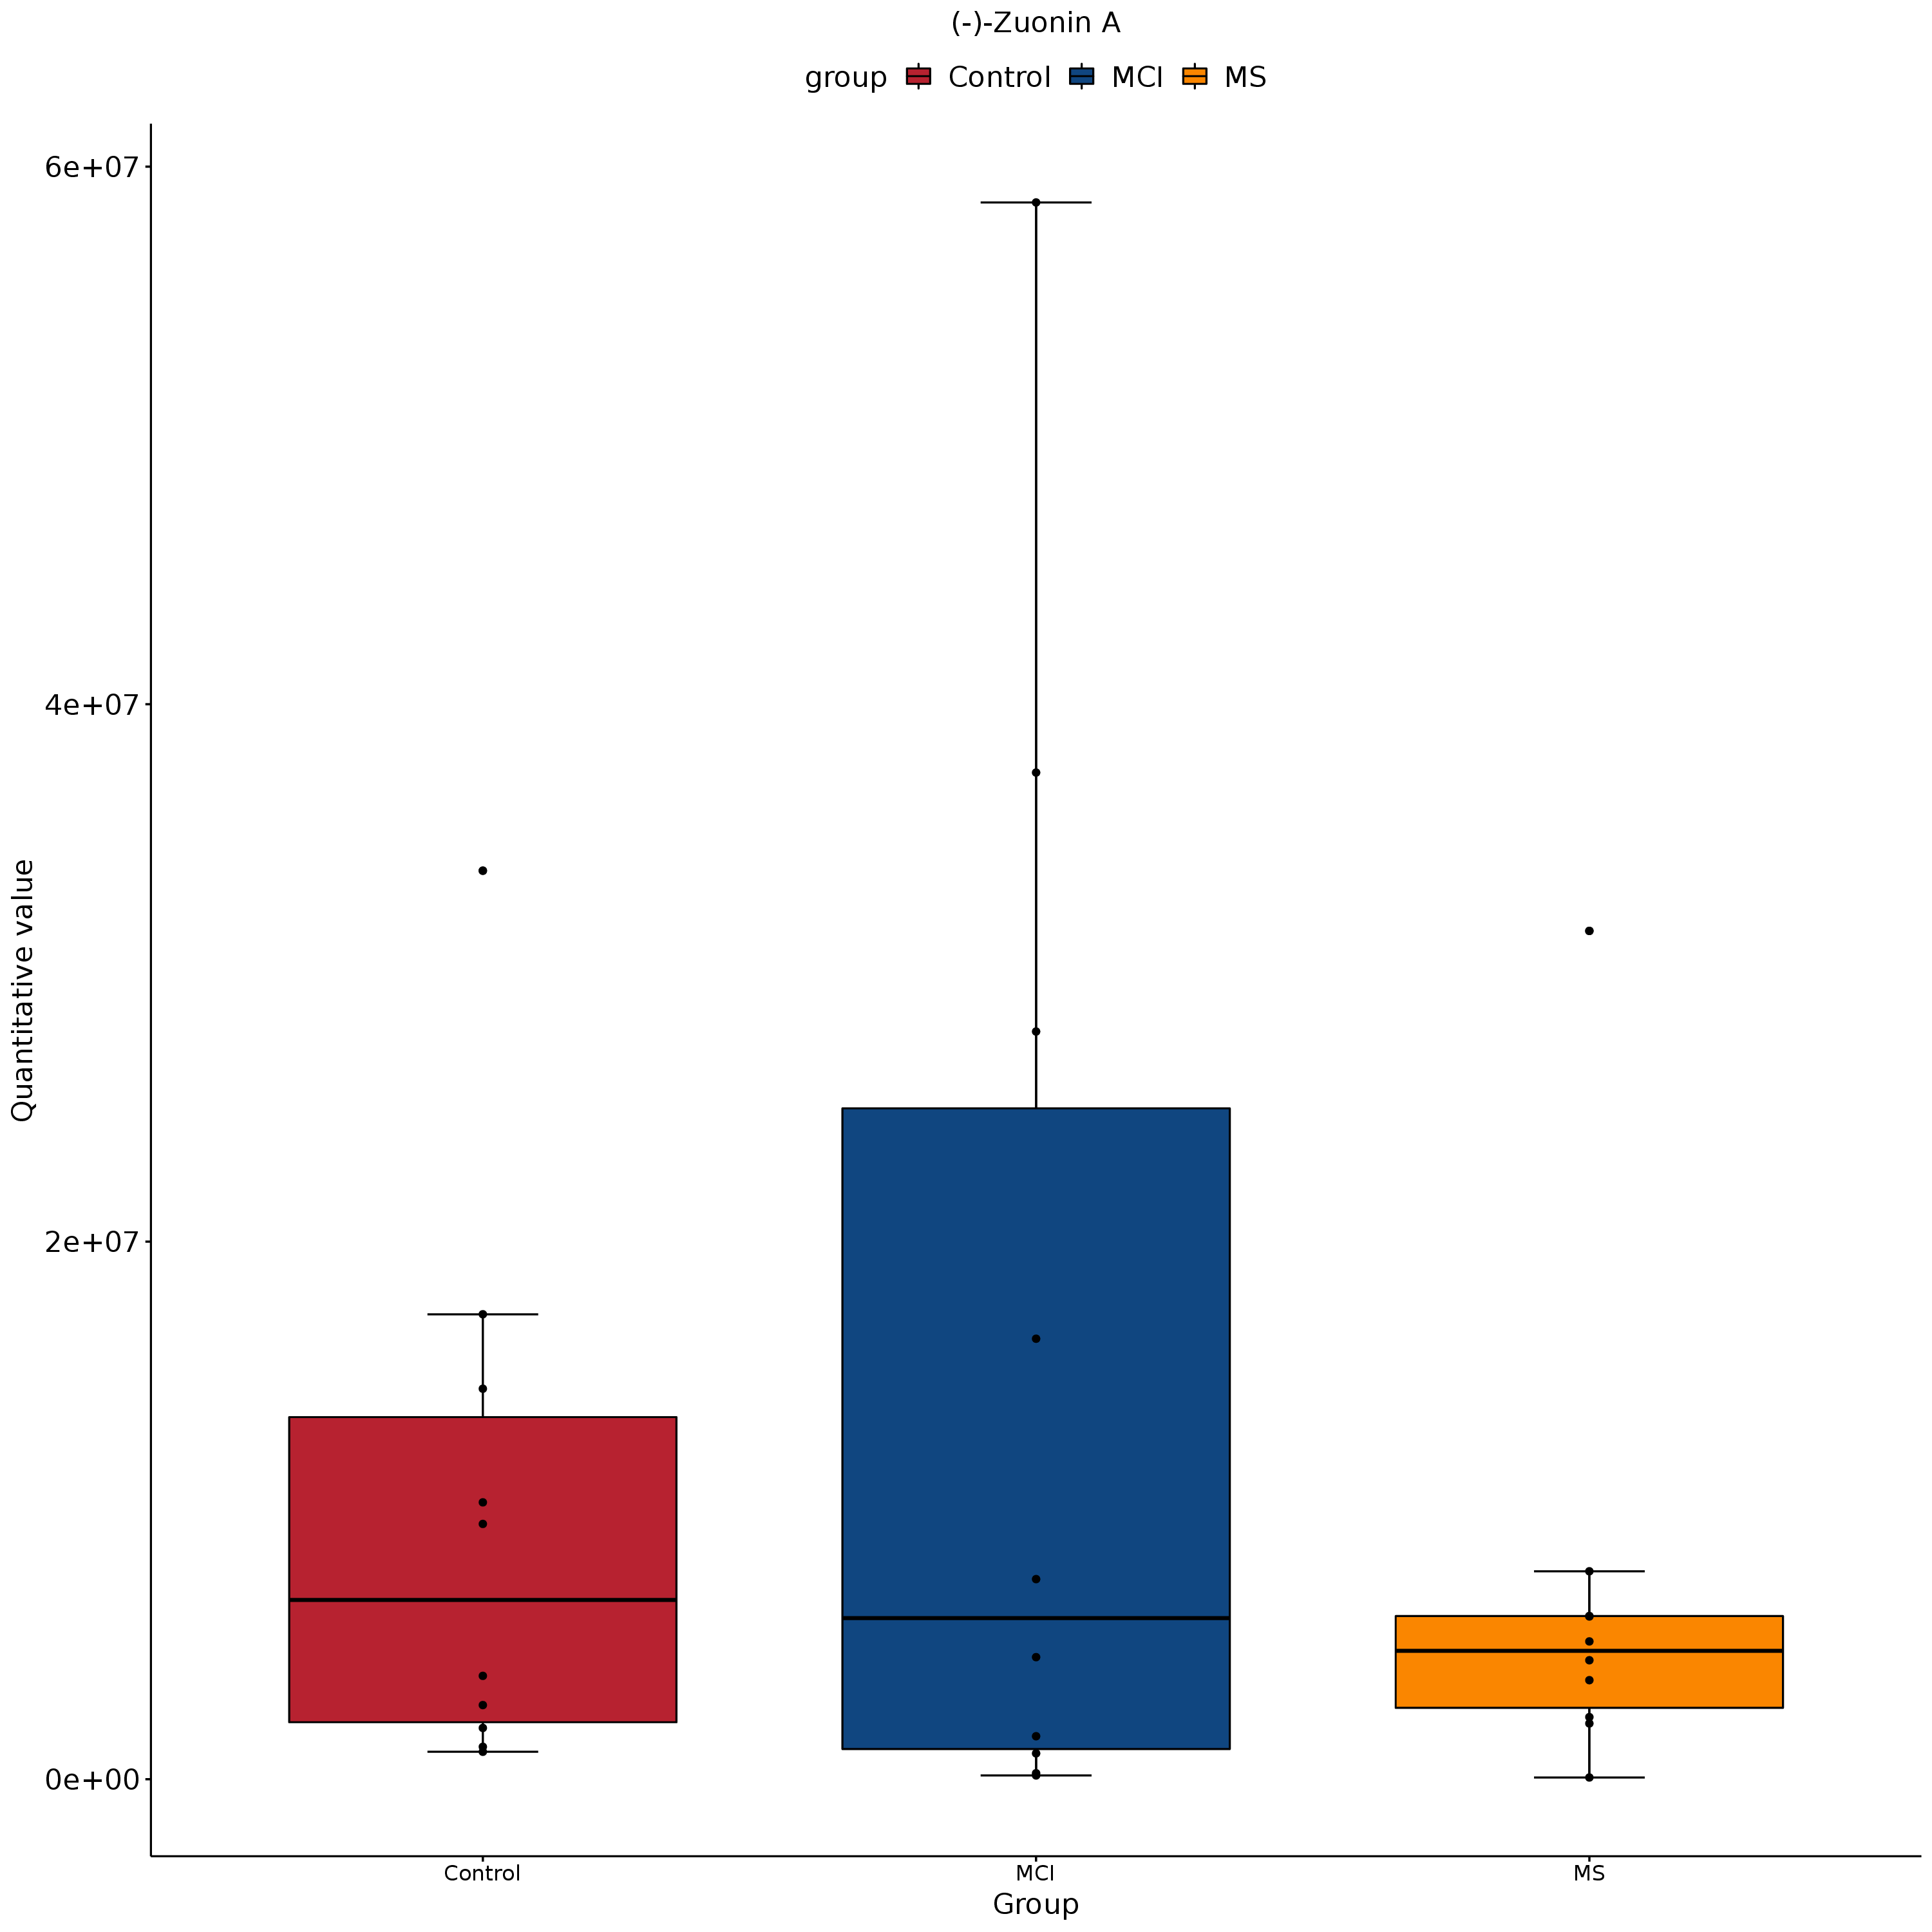 (-)-Zuonin A
group Control MCI MS
6e+07
4e+07
2e+07
0e+00
Quantitative value
Control MCI MS
Group